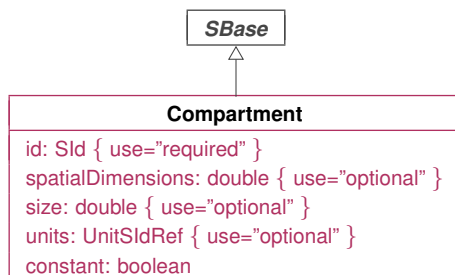 SBase
Compartment
id: SId { use="required" }
spatialDimensions: double { use="optional" }
size: double { use="optional" }
units: UnitSIdRef { use="optional" }
constant: boolean